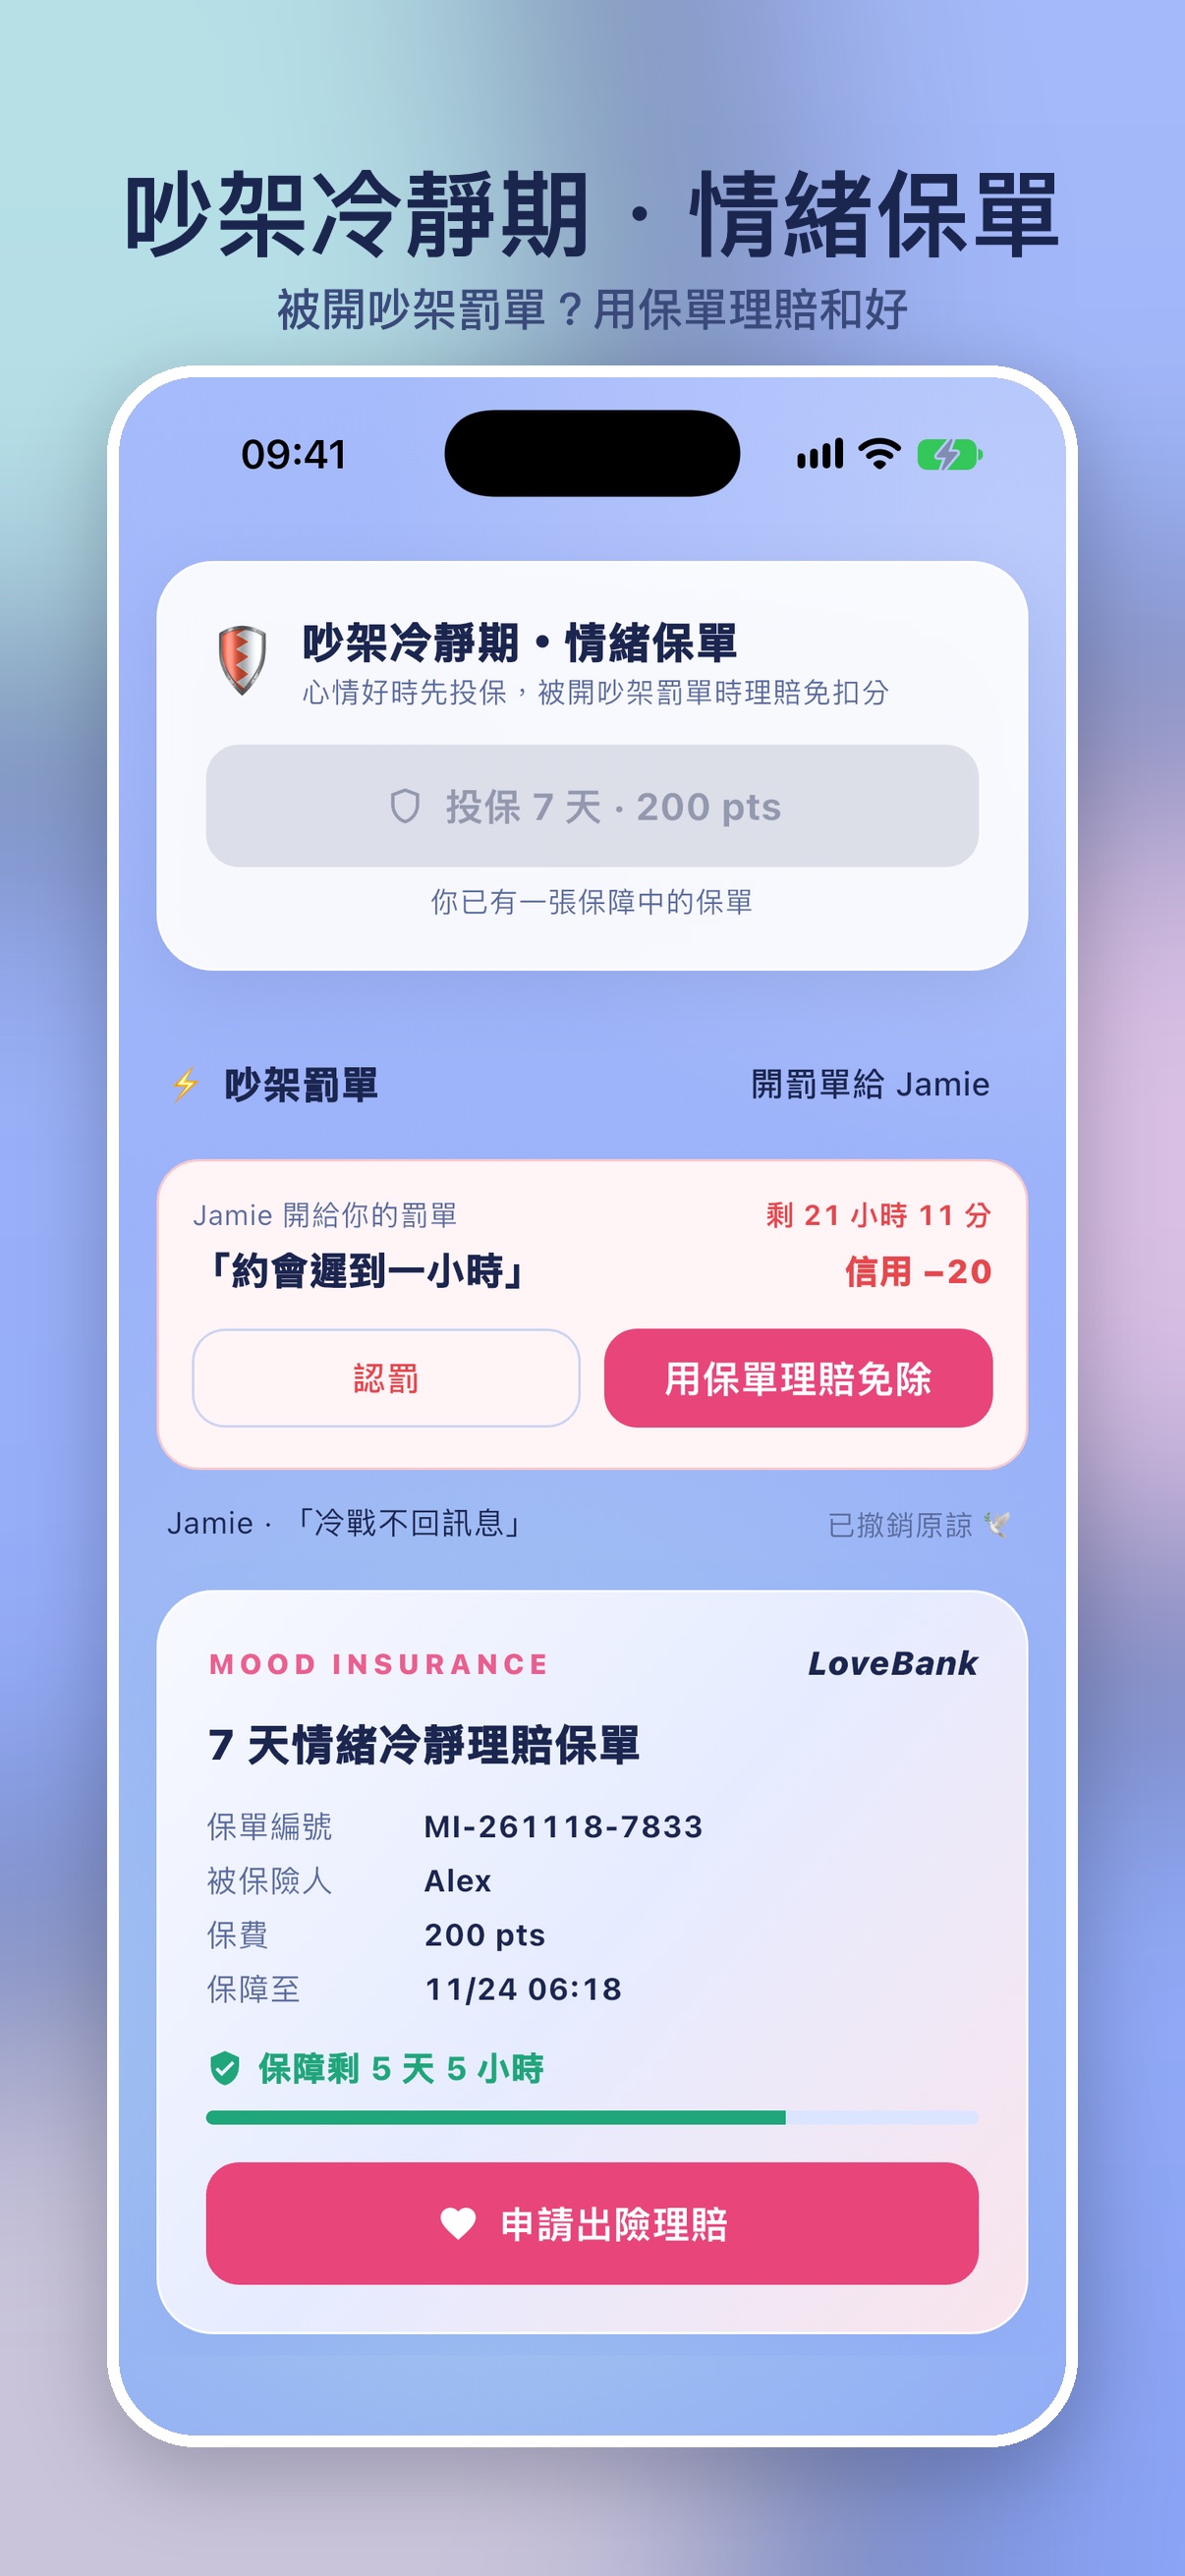 吵架冷靜期 · 情緒保單
被開吵架罰單？用保單理賠和好
09:41
吵架冷靜期 • 情緒保單
心情好時先投保，被開吵架罰單時理賠免扣分
投保 7 天 · 200 pts
你已有一張保障中的保單
吵架罰單
開罰單給 Jamie
Jamie 開給你的罰單
剩 21 小時 11 分
「約會遲到一小時」
信用 −20
認罰
用保單理賠免除
Jamie · 「冷戰不回訊息」
已撤銷原諒 🕊️
MOOD INSURANCE
LoveBank
7 天情緒冷靜理賠保單
保單編號 MI-261118-7833
被保險人 Alex
保費 200 pts
保障至 11/24 06:18
保障剩 5 天 5 小時
申請出險理賠